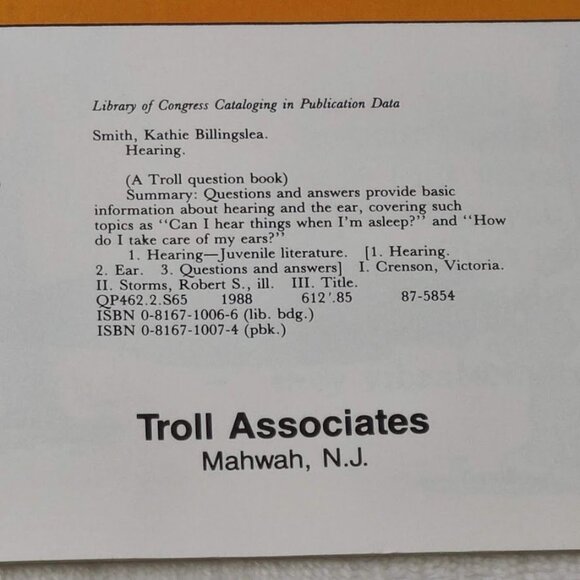 Library of Congress Cataloging in Publication Data
Smith, Kathie Billingslea.
Hearing.
(A Troll question book)
Summary: Questions and answers provide basic
information about hearing and the ear, covering such
topics as "Can I hear things when I'm asleep?" and "How
do I take care of my ears?"
1. Hearing—Juvenile literature. [1. Hearing.
2. Ear. 3. Questions and answers] I. Crenson, Victoria.
II. Storms, Robert S., ill. III. Title.
QP462.2.S65 1988 612'.85 87-5854
ISBN 0-8167-1006-6 (lib. bdg.)
ISBN 0-8167-1007-4 (pbk.)
Troll Associates
Mahwah, N.J.